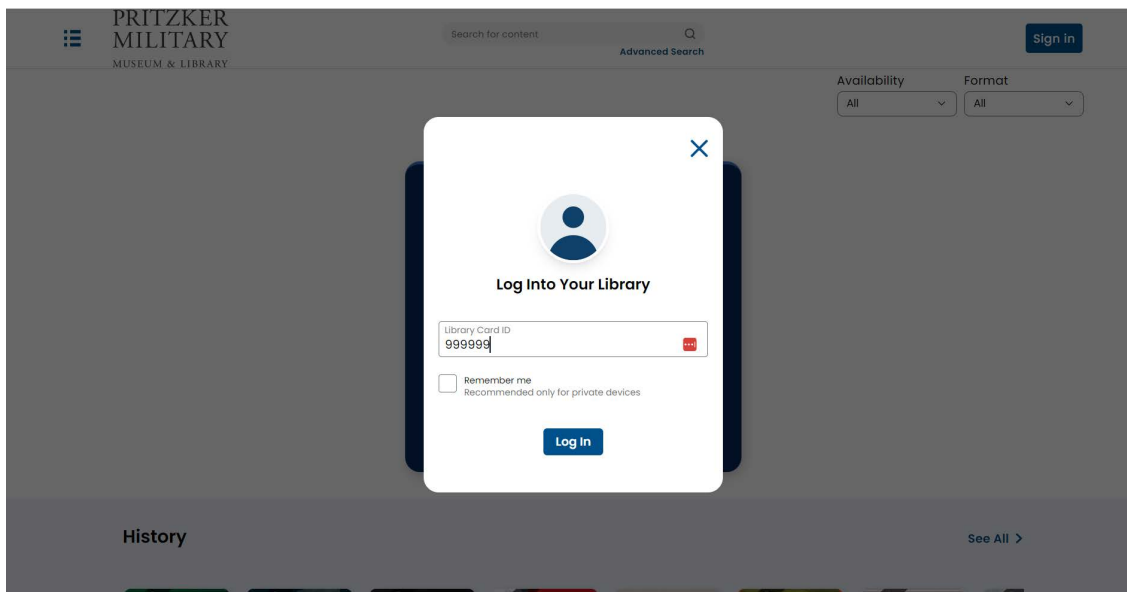 PRITZKER
MILITARY
MUSEUM & LIBRARY
Search for content
Advanced Search
Sign in
Availability
Format
All
All
Log Into Your Library
Library Card ID
999999
Remember me
Recommended only for private devices
Log In
History
See All